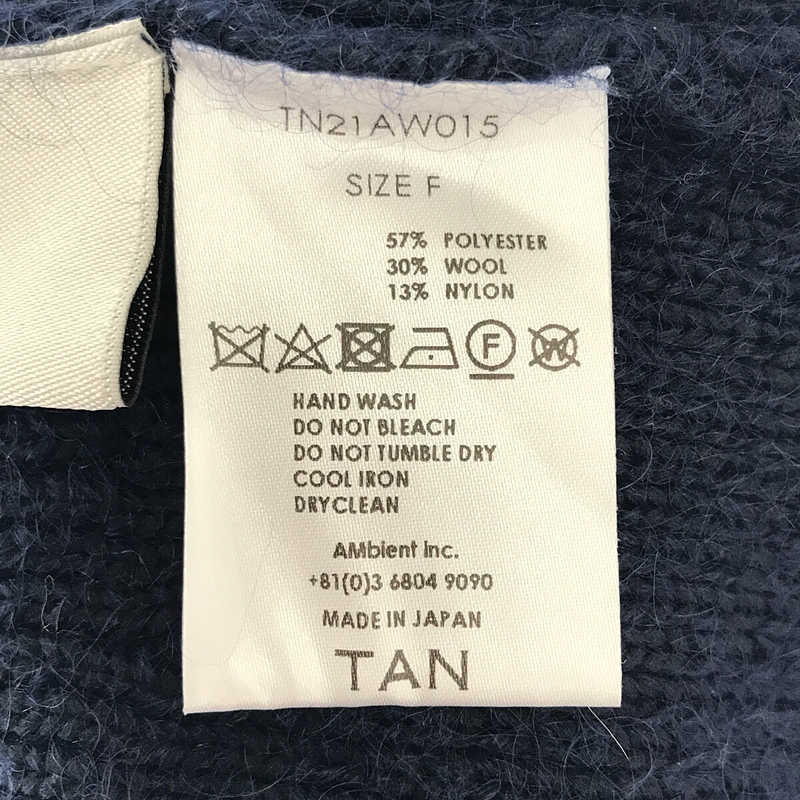 TN21AW015
SIZE F
57% POLYESTER
30% WOOL
13% NYLON
F W
HAND WASH
DO NOT BLEACH
DO NOT TUMBLE DRY
COOL IRON
DRYCLEAN
AMbient Inc.
+81(0)3 6804 9090
MADE IN JAPAN
TAN